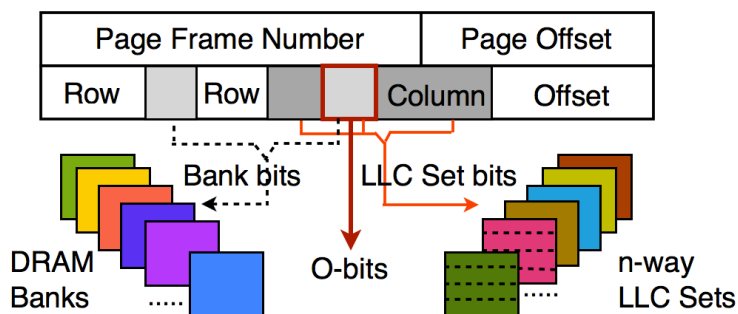 Page Frame Number Page Offset
Row Row Column Offset
Bank bits LLC Set bits
DRAM
Banks
.....
O-bits
n-way
LLC Sets
.....